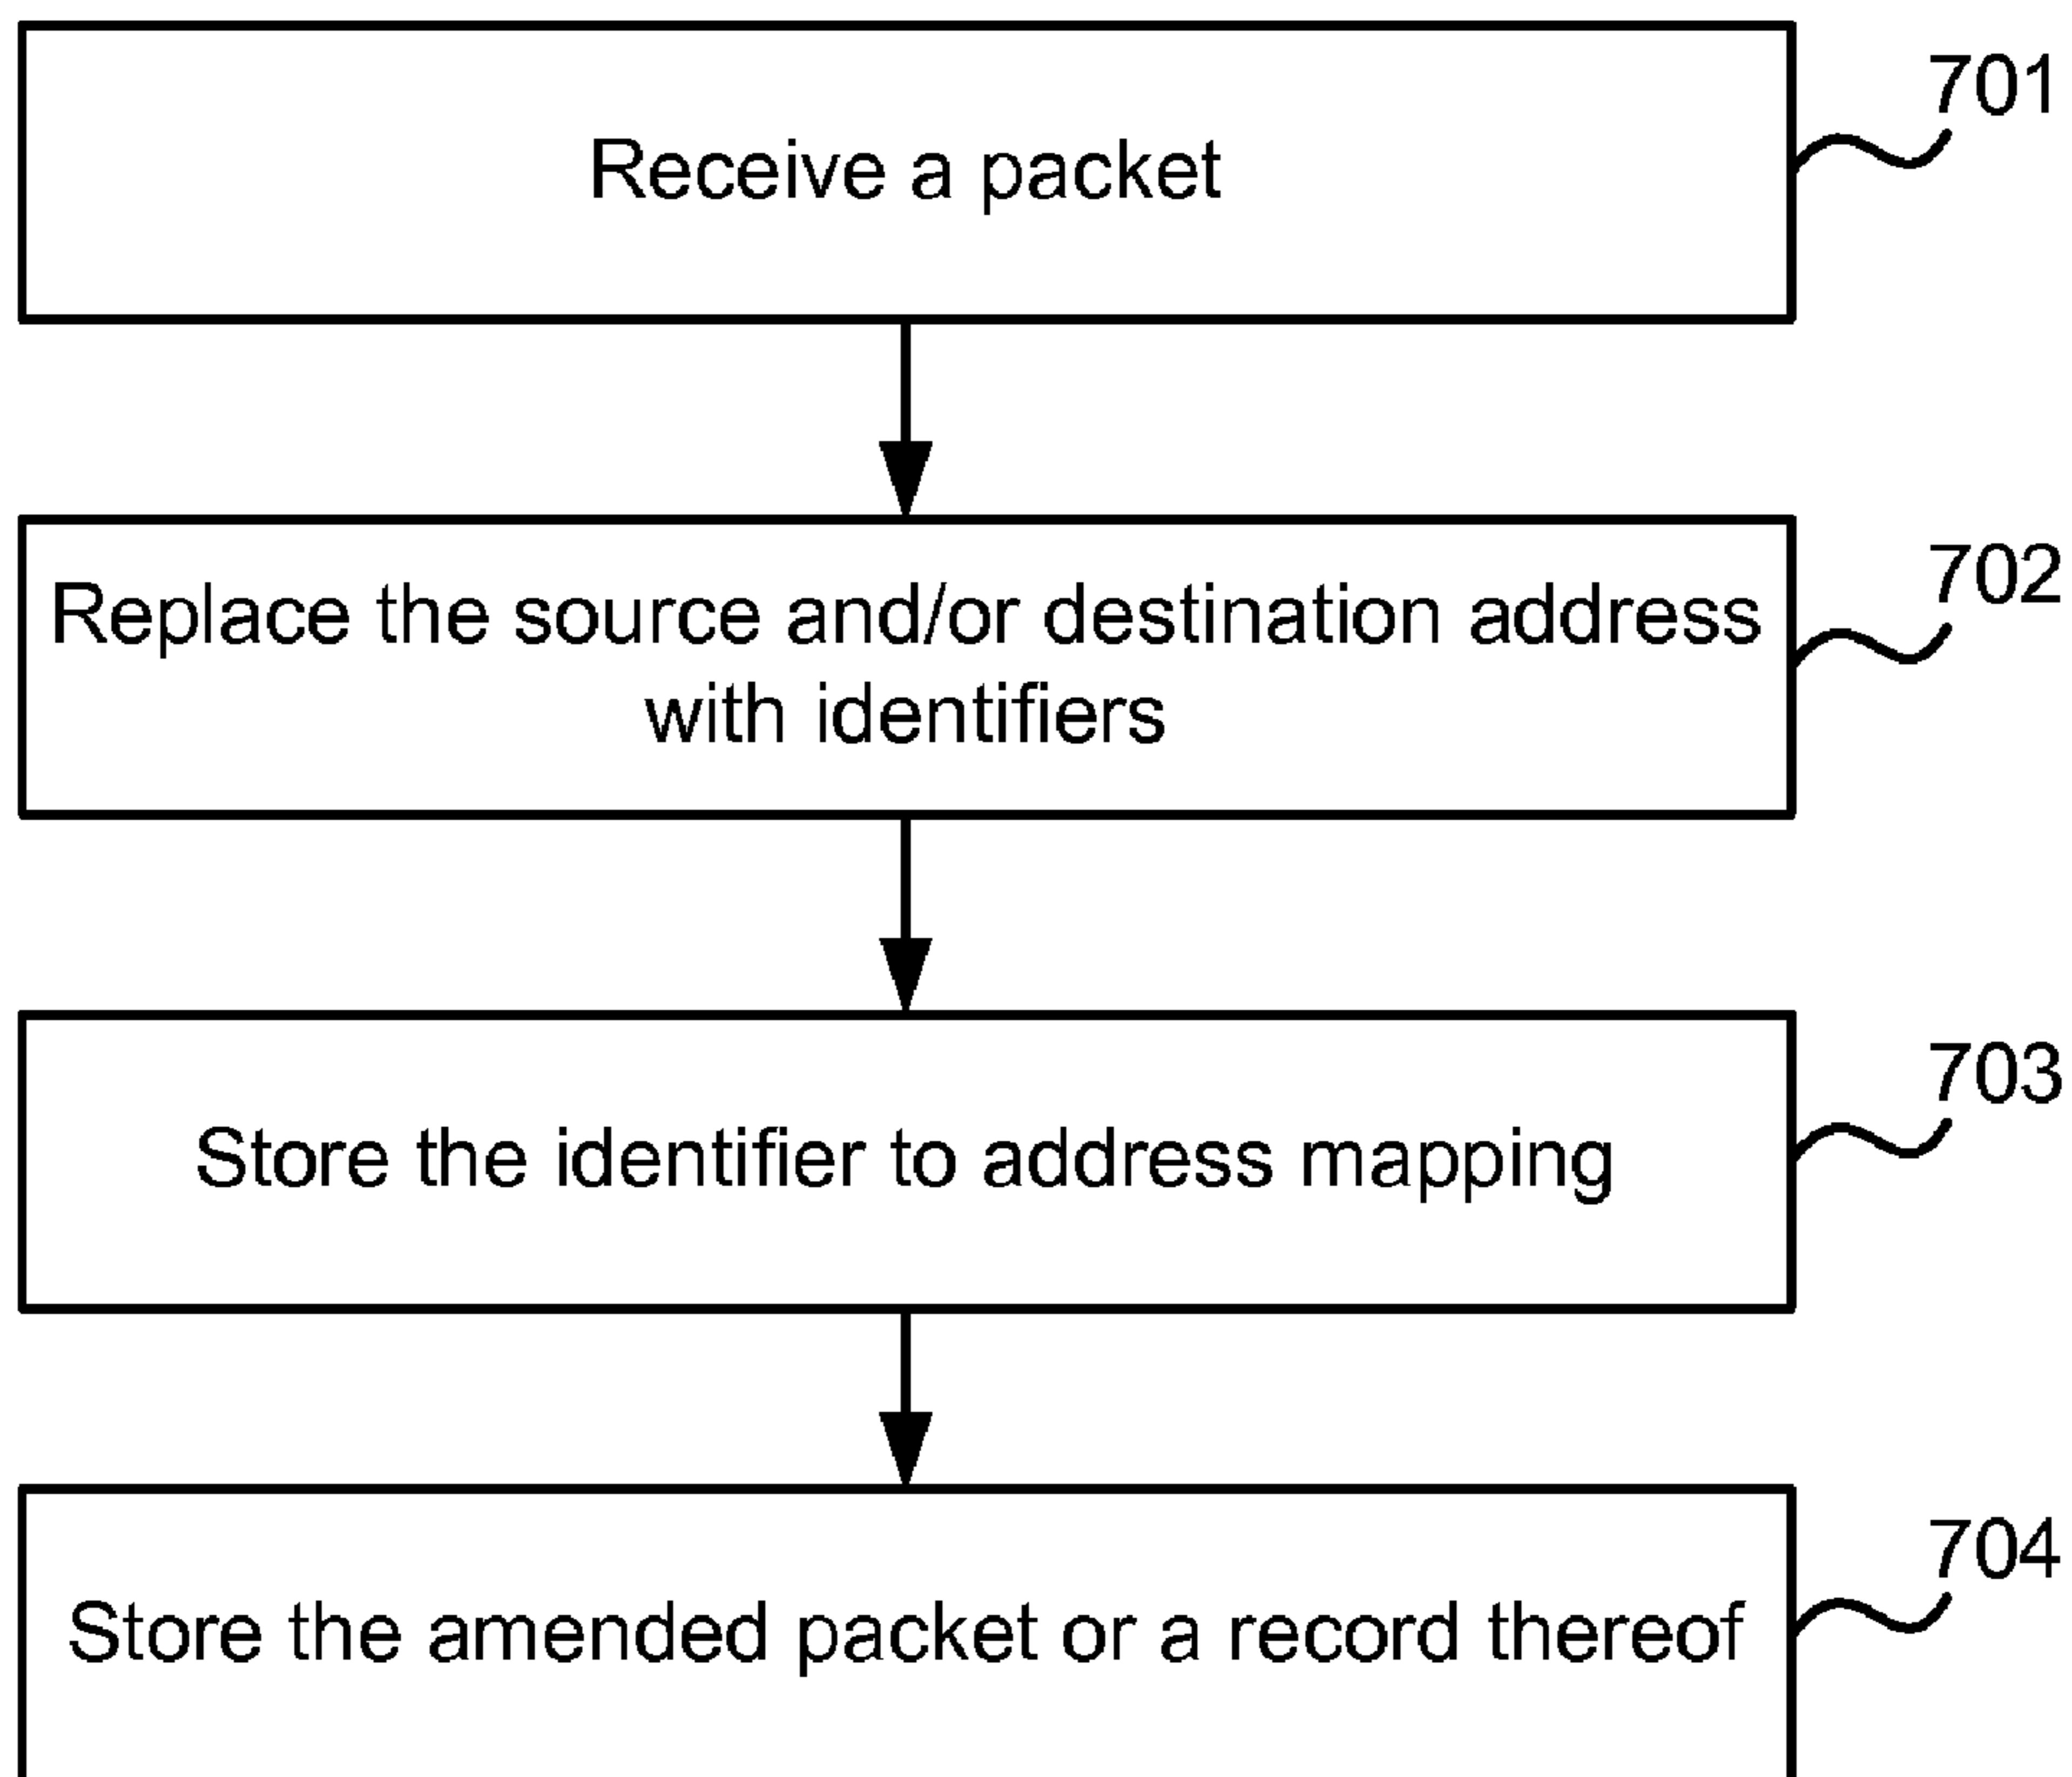 701
Receive a packet
702
Replace the source and/or destination address
with identifiers
703
Store the identifier to address mapping
704
Store the amended packet or a record thereof